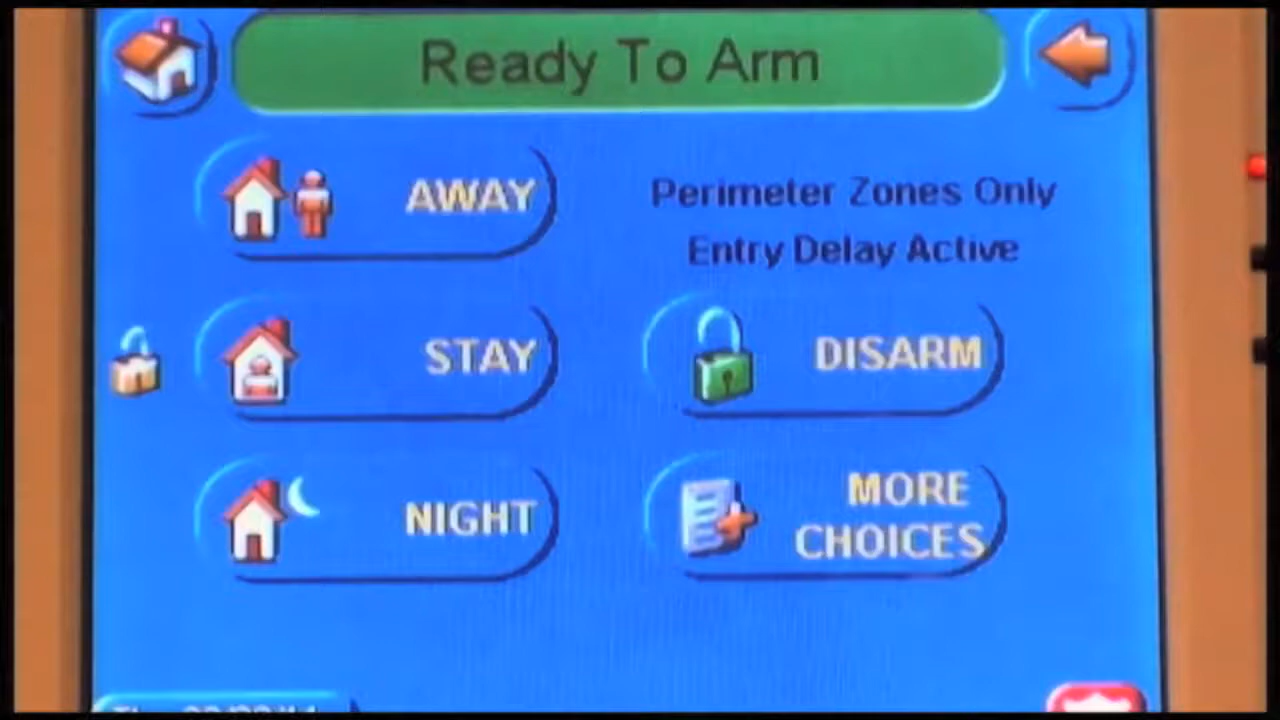 Ready To Arm
AWAY
Perimeter Zones Only
Entry Delay Active
STAY
DISARM
NIGHT
MORE
CHOICES